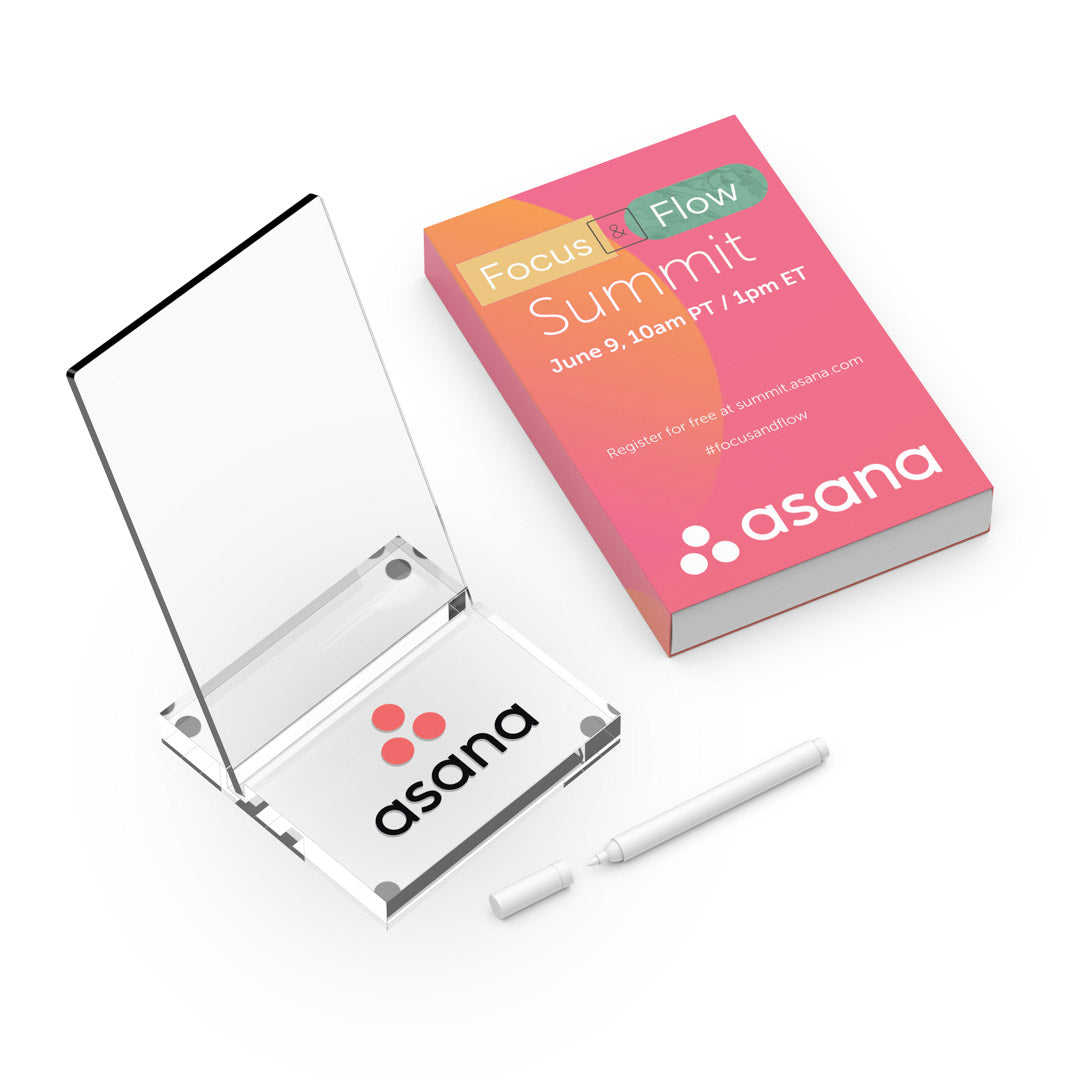 Focus & Flow
Summit
June 9, 10am PT / 1pm ET
Register for free at summit.asana.com
#focusandflow
asana
asana